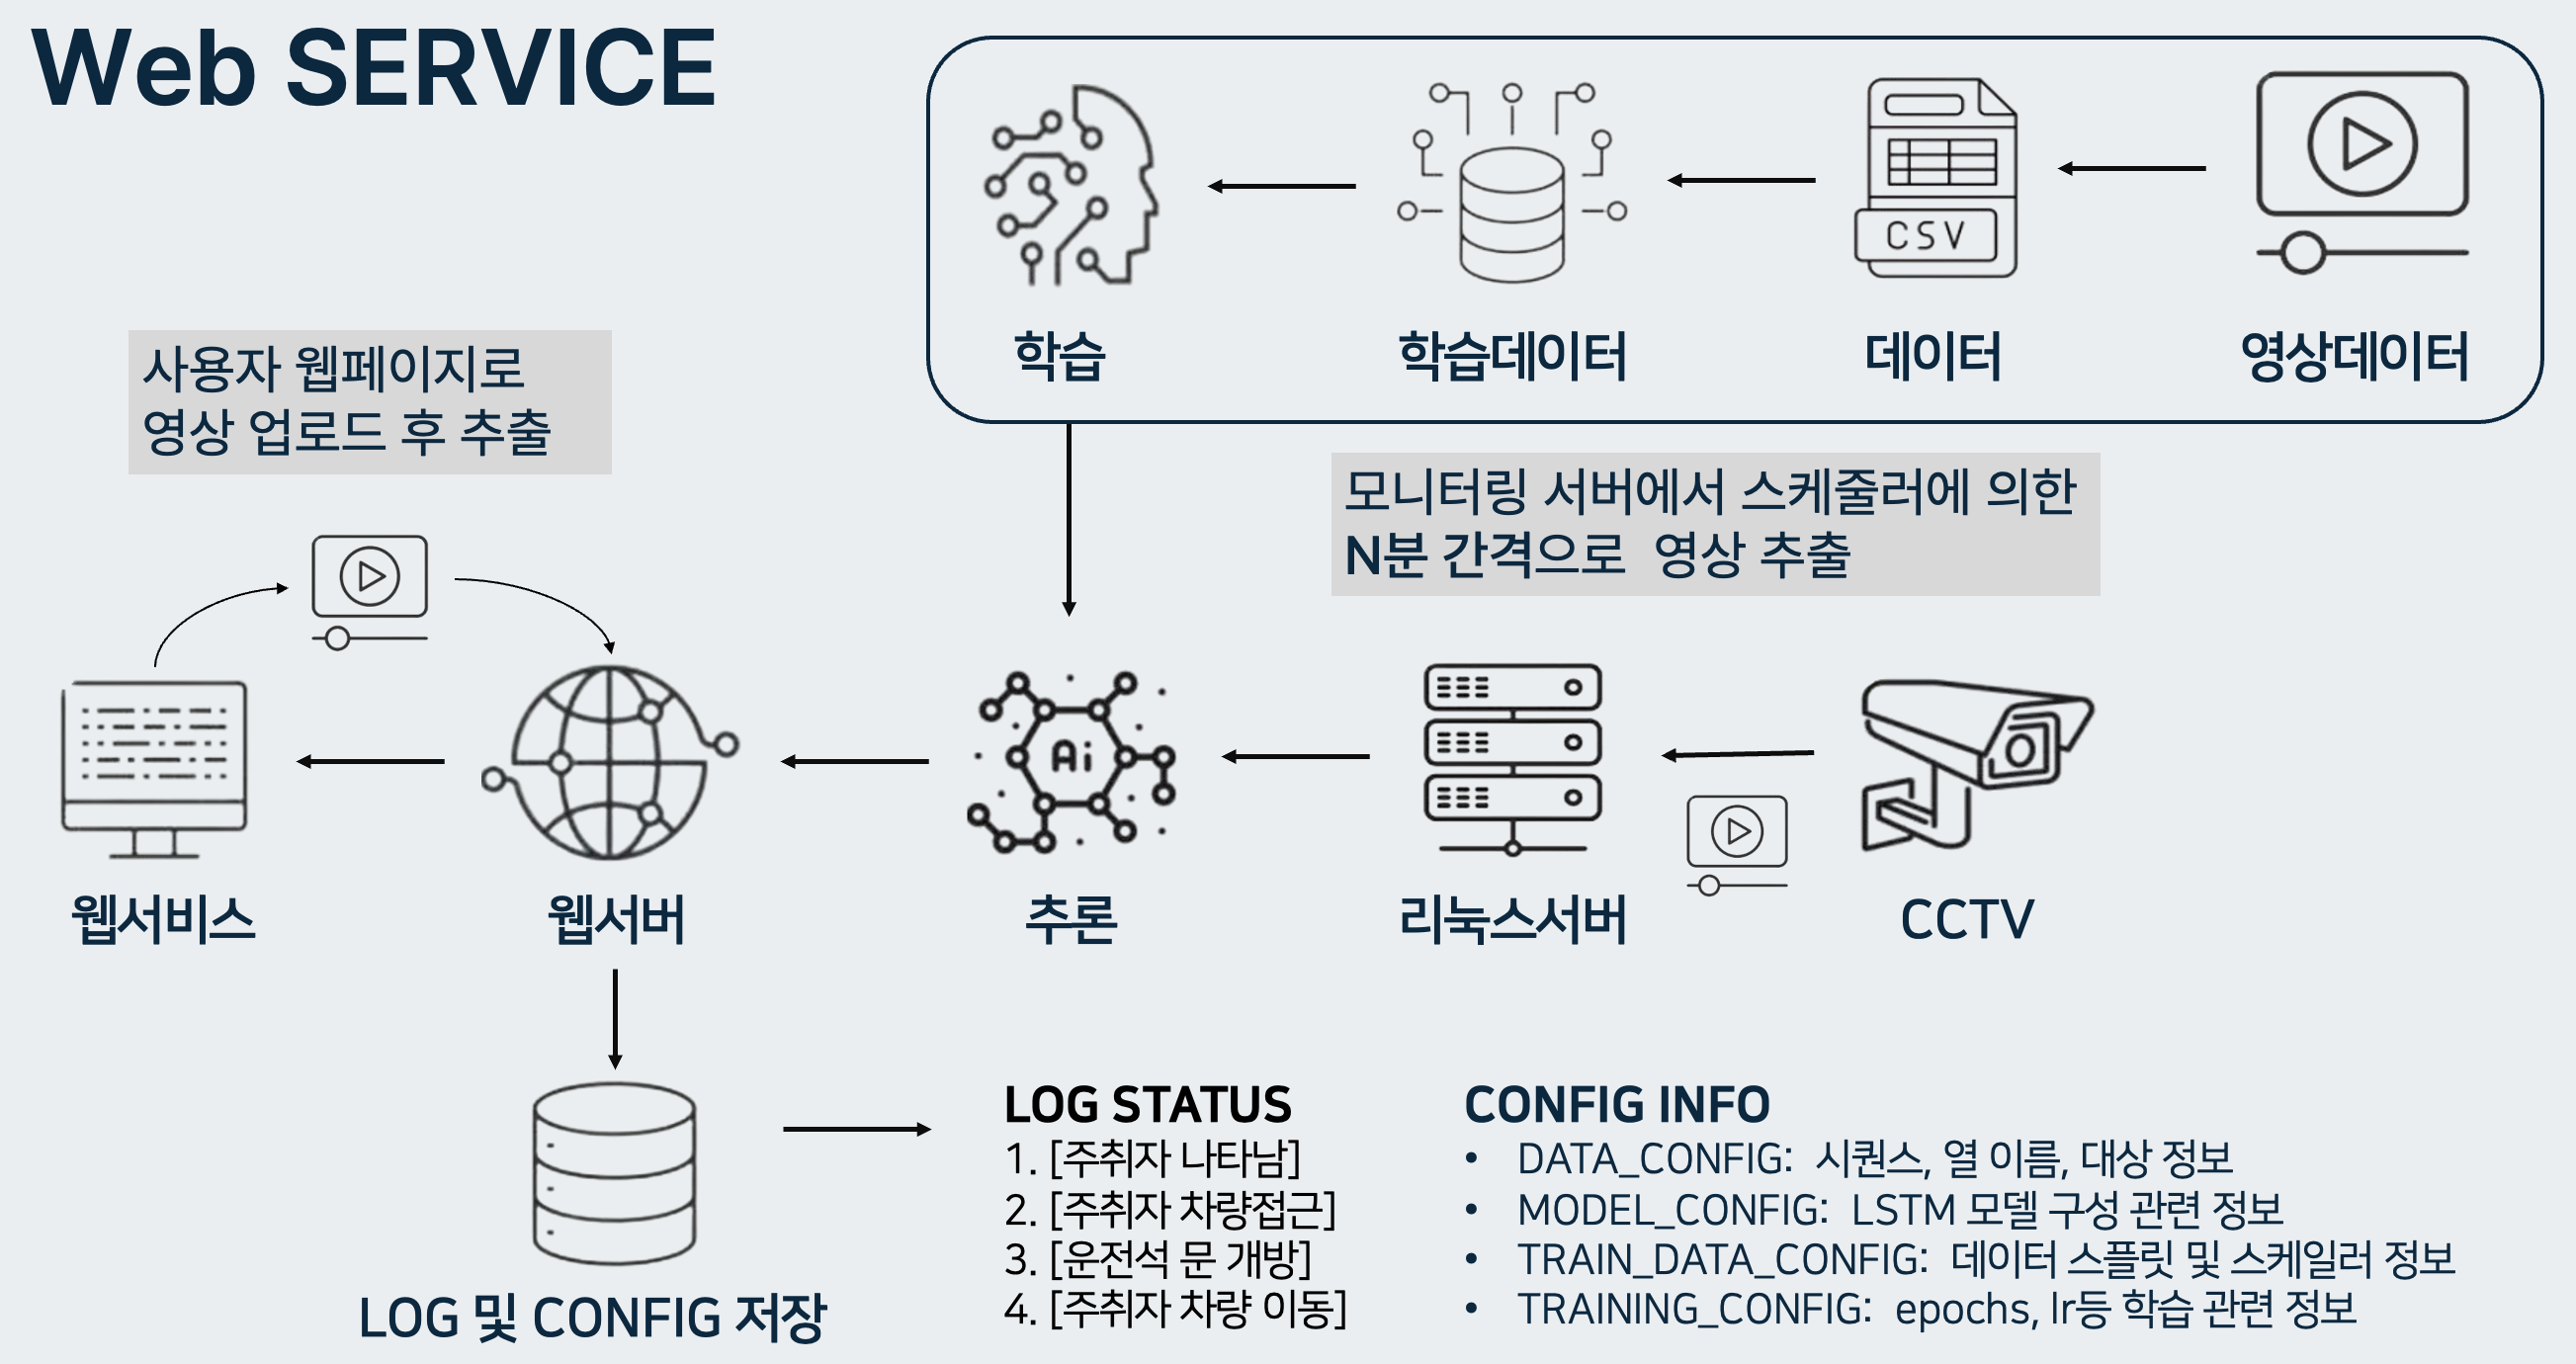 Web SERVICE
CSV
학습
학습데이터
데이터
영상데이터
사용자 웹페이지로
영상 업로드 후 추출
모니터링 서버에서 스케줄러에 의한
N분 간격으로 영상 추출
Ai
웹서비스
웹서버
추론
리눅스서버
CCTV
LOG 및 CONFIG 저장
LOG STATUS
1. [주취자 나타남]
2. [주취자 차량접근]
3. [운전석 문 개방]
4. [주취자 차량 이동]
CONFIG INFO
• DATA_CONFIG: 시퀀스, 열 이름, 대상 정보
• MODEL_CONFIG: LSTM 모델 구성 관련 정보
• TRAIN_DATA_CONFIG: 데이터 스플릿 및 스케일러 정보
• TRAINING_CONFIG: epochs, lr등 학습 관련 정보